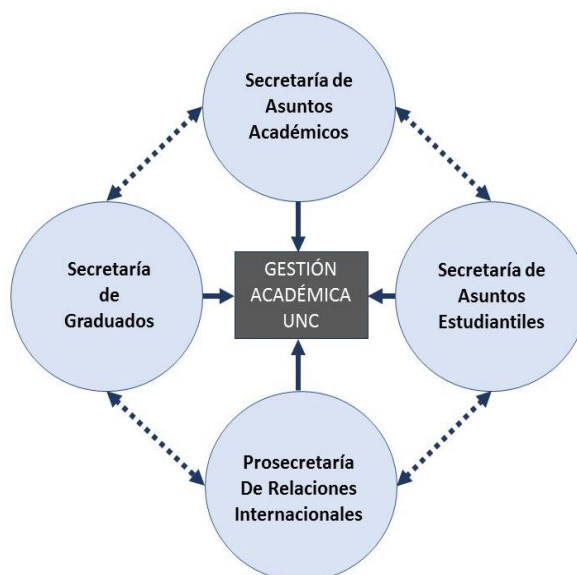 Secretaría de
Asuntos
Académicos
Secretaría
de
Graduados
GESTIÓN
ACADÉMICA
UNC
Secretaría de
Asuntos
Estudiantiles
Prosecretaría
De Relaciones
Internacionales